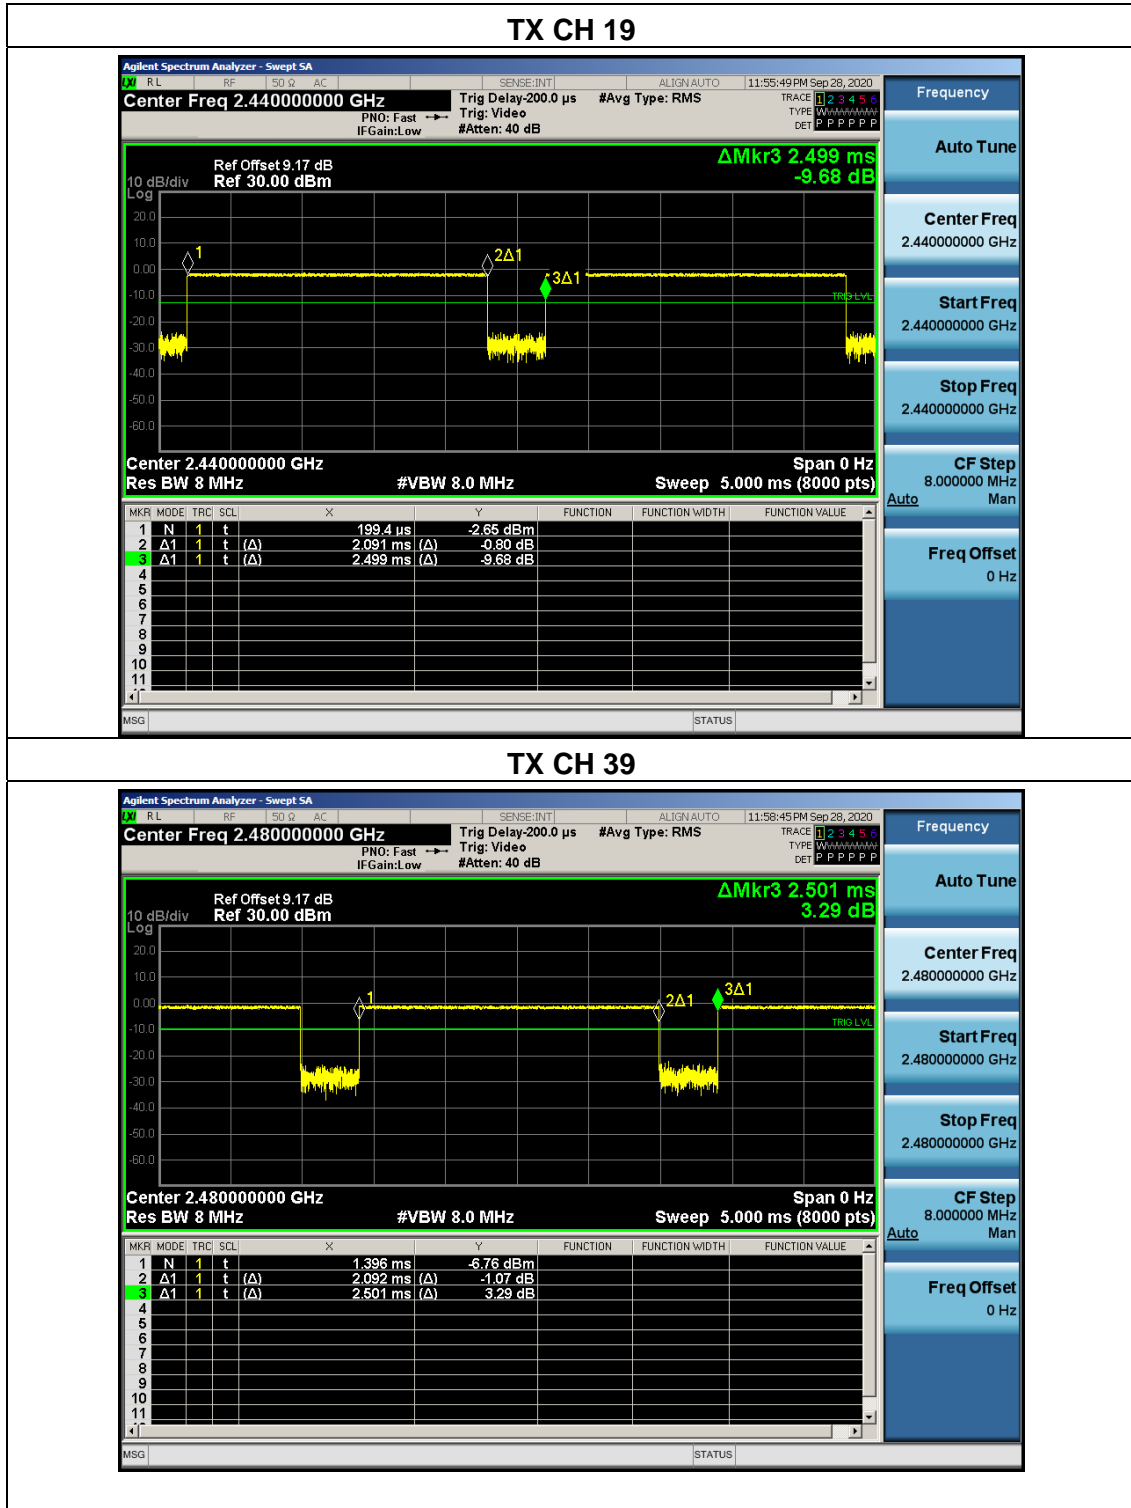 TX CH 19
Agilent Spectrum Analyzer - Swept SA
LXI RL RF 50 Ω AC SENSE:INT ALIGN AUTO 11:55:49 PM Sep 28, 2020
Center Freq 2.440000000 GHz
PNO: Fast
IFGain:Low
Trig Delay-200.0 µs
Trig: Video
#Atten: 40 dB
#Avg Type: RMS
TRACE 1 2 3 4 5 6
TYPE
DET P P P P P P
Frequency
Auto Tune
Center Freq
2.440000000 GHz
Start Freq
2.440000000 GHz
Stop Freq
2.440000000 GHz
CF Step
8.000000 MHz
Auto Man
Freq Offset
0 Hz
ΔMkr3 2.499 ms
-9.68 dB
Ref Offset 9.17 dB
10 dB/div Ref 30.00 dBm
Log
20.0
10.0
0.00
-10.0
-20.0
-30.0
-40.0
-50.0
-60.0
1
2Δ1
3Δ1
TRIG LVL
Center 2.440000000 GHz Span 0 Hz
Res BW 8 MHz #VBW 8.0 MHz Sweep 5.000 ms (8000 pts)
MKR MODE TRC SCL X Y FUNCTION FUNCTION WIDTH FUNCTION VALUE
1 N 1 t 199.4 µs -2.65 dBm
2 Δ1 1 t (Δ) 2.091 ms (Δ) -0.80 dB
3 Δ1 1 t (Δ) 2.499 ms (Δ) -9.68 dB
4
5
6
7
8
9
10
11
MSG STATUS
TX CH 39
Agilent Spectrum Analyzer - Swept SA
LXI RL RF 50 Ω AC SENSE:INT ALIGN AUTO 11:58:45 PM Sep 28, 2020
Center Freq 2.480000000 GHz
PNO: Fast
IFGain:Low
Trig Delay-200.0 µs
Trig: Video
#Atten: 40 dB
#Avg Type: RMS
TRACE 1 2 3 4 5 6
TYPE
DET P P P P P P
Frequency
Auto Tune
Center Freq
2.480000000 GHz
Start Freq
2.480000000 GHz
Stop Freq
2.480000000 GHz
CF Step
8.000000 MHz
Auto Man
Freq Offset
0 Hz
ΔMkr3 2.501 ms
3.29 dB
Ref Offset 9.17 dB
10 dB/div Ref 30.00 dBm
Log
20.0
10.0
0.00
-10.0
-20.0
-30.0
-40.0
-50.0
-60.0
1
2Δ1
3Δ1
TRIG LVL
Center 2.480000000 GHz Span 0 Hz
Res BW 8 MHz #VBW 8.0 MHz Sweep 5.000 ms (8000 pts)
MKR MODE TRC SCL X Y FUNCTION FUNCTION WIDTH FUNCTION VALUE
1 N 1 t 1.396 ms -6.76 dBm
2 Δ1 1 t (Δ) 2.092 ms (Δ) -1.07 dB
3 Δ1 1 t (Δ) 2.501 ms (Δ) 3.29 dB
4
5
6
7
8
9
10
11
MSG STATUS